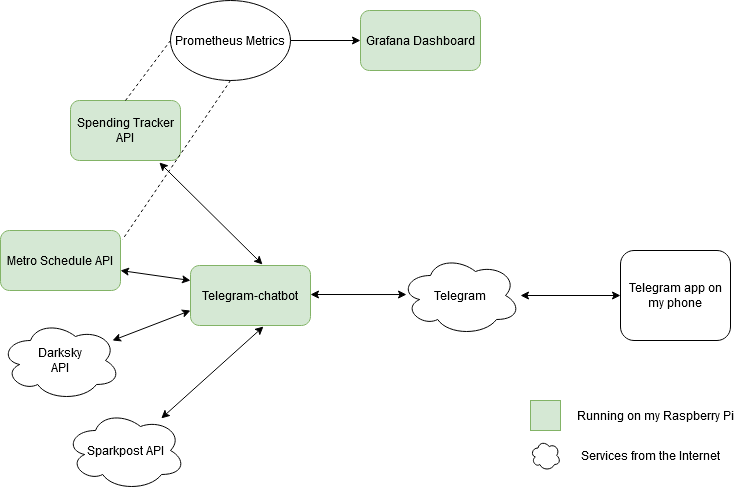 Prometheus Metrics
Grafana Dashboard
Spending Tracker
API
Metro Schedule API
Telegram-chatbot
Telegram
Telegram app on
my phone
Darksky
API
Sparkpost API
Running on my Raspberry Pi
Services from the Internet